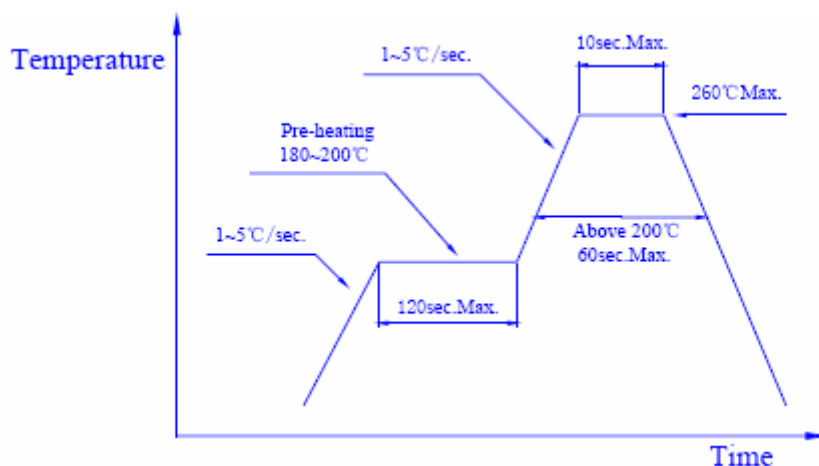 Temperature
1~5℃/sec.
10sec.Max.
260℃Max.
Pre-heating
180~200℃
1~5℃/sec.
Above 200℃
60sec.Max.
120sec.Max.
Time